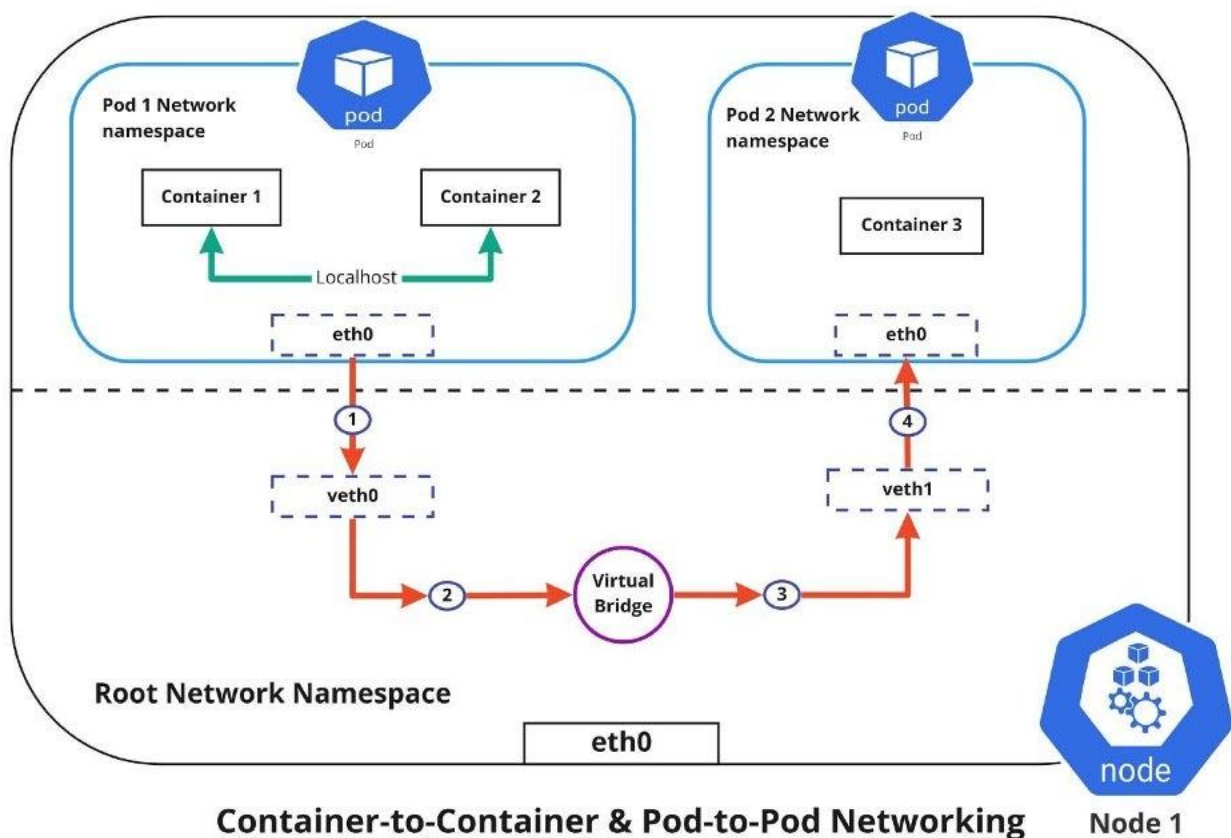 pod
Pod
Pod 1 Network
namespace
Container 1
Container 2
Localhost
eth0
pod
Pod
Pod 2 Network
namespace
Container 3
eth0
1
4
veth0
veth1
2
Virtual
Bridge
3
Root Network Namespace
eth0
node
Container-to-Container & Pod-to-Pod Networking
Node 1